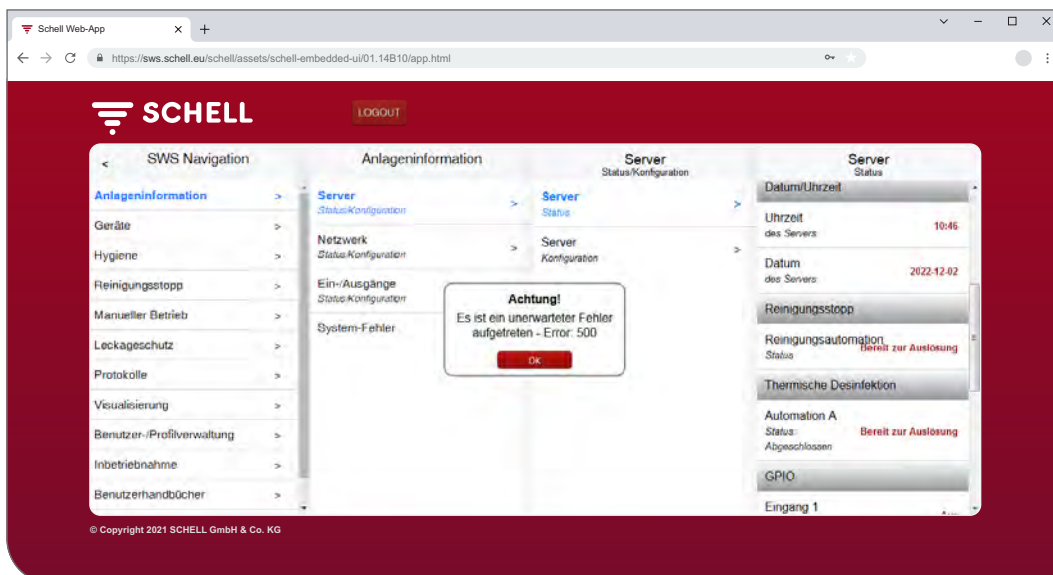 Schell Web-App
https://sws.schell.eu/schell/assets/schell-embedded-ui/01.14B10/app.html
SCHELL
LOGOUT
<
SWS Navigation
Anlageninformation >
Geräte >
Hygiene >
Reinigungsstopp >
Manueller Betrieb >
Leckageschutz >
Protokolle >
Visualisierung >
Benutzer-/Profilverwaltung >
Inbetriebnahme >
Benutzerhandbücher >
Anlageninformation
Server >
Status/Konfiguration
Netzwerk >
Status/Konfiguration
Ein-/Ausgänge
Status/Konfiguration
System-Fehler
Server
Status/Konfiguration
Server >
Status
Server >
Konfiguration
Achtung!
Es ist ein unerwarteter Fehler
aufgetreten - Error: 500
OK
Server
Status
Datum/Uhrzeit
Uhrzeit
des Servers
10:46
Datum
des Servers
2022-12-02
Reinigungsstopp
Reinigungsautomation
Status
Bereit zur Auslösung
Thermische Desinfektion
Automation A
Status:
Abgeschlossen
Bereit zur Auslösung
GPIO
Eingang 1
© Copyright 2021 SCHELL GmbH & Co. KG